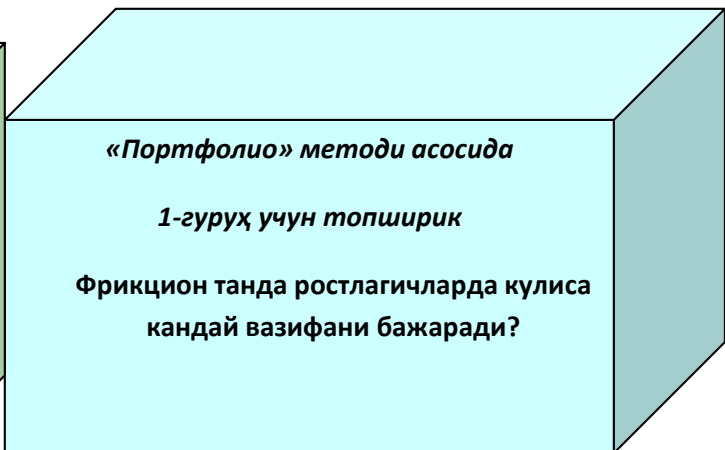 «Портфолио» методи асосида
1-гуруҳ учун топширик
Фрикцион танда ростлагичларда кулиса
кандай вазифани бажаради?